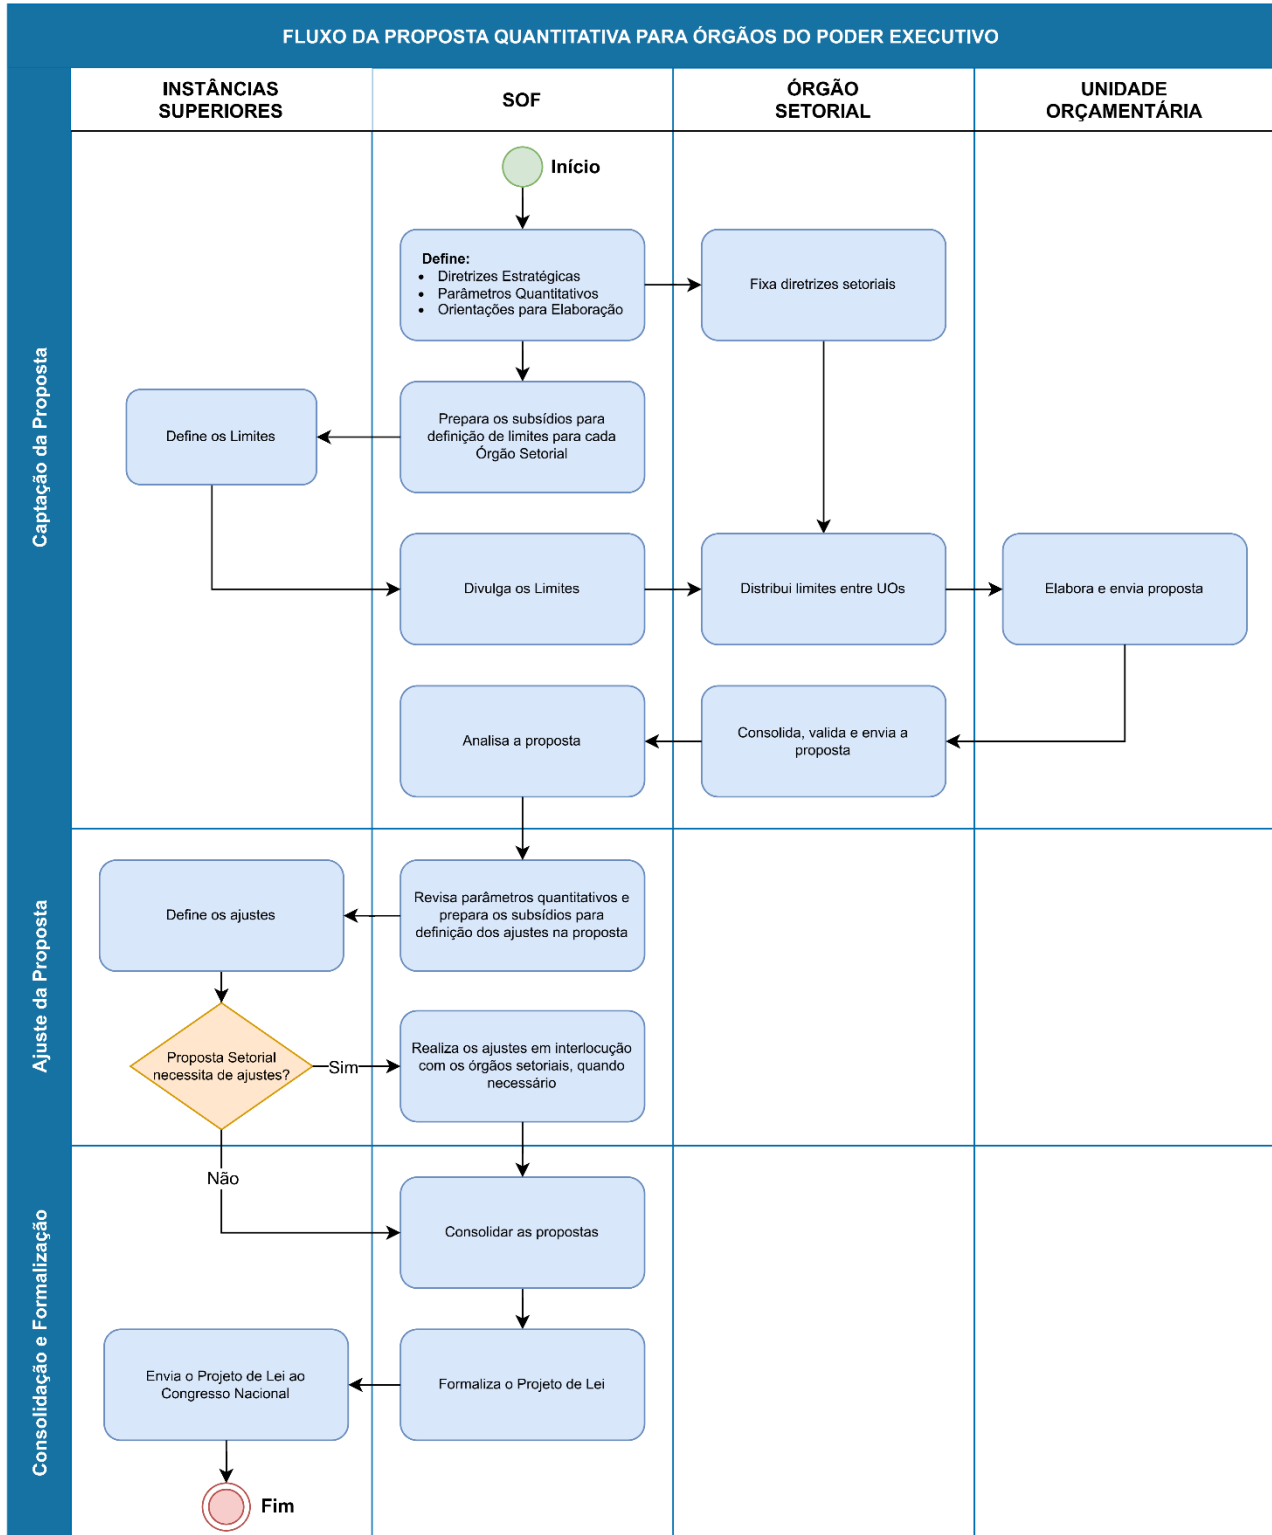 FLUXO DA PROPOSTA QUANTITATIVA PARA ÓRGÃOS DO PODER EXECUTIVO
INSTÂNCIAS
SUPERIORES
SOF
ÓRGÃO
SETORIAL
UNIDADE
ORÇAMENTÁRIA
Captação da Proposta
Início
Define:
• Diretrizes Estratégicas
• Parâmetros Quantitativos
• Orientações para Elaboração
Fixa diretrizes setoriais
Define os Limites
Prepara os subsídios para
definição de limites para cada
Órgão Setorial
Divulga os Limites
Distribui limites entre UOs
Elabora e envia proposta
Analisa a proposta
Consolida, valida e envia a
proposta
Ajuste da Proposta
Define os ajustes
Revisa parâmetros quantitativos e
prepara os subsídios para
definição dos ajustes na proposta
Proposta Setorial
necessita de ajustes?
Sim
Realiza os ajustes em interlocução
com os órgãos setoriais, quando
necessário
Consolidação e Formalização
Não
Consolidar as propostas
Envia o Projeto de Lei ao
Congresso Nacional
Formaliza o Projeto de Lei
Fim